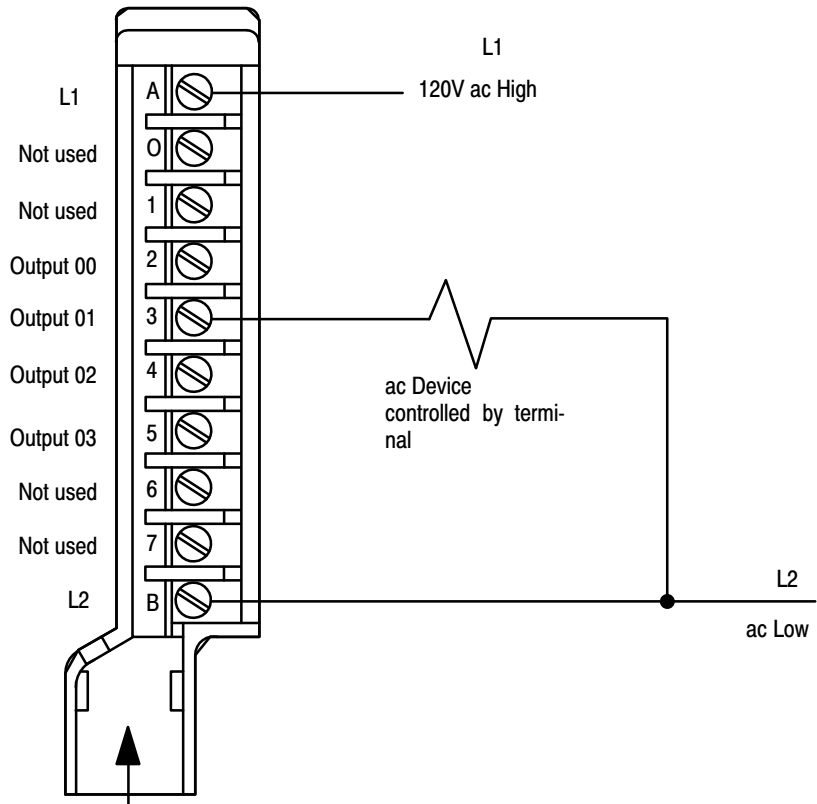 L1
L1
A
120V ac High
Not used
O
Not used
1
Output 00
2
Output 01
3
Output 02
4
ac Device
controlled by termi-
nal
Output 03
5
Not used
6
Not used
7
L2
B
L2
ac Low